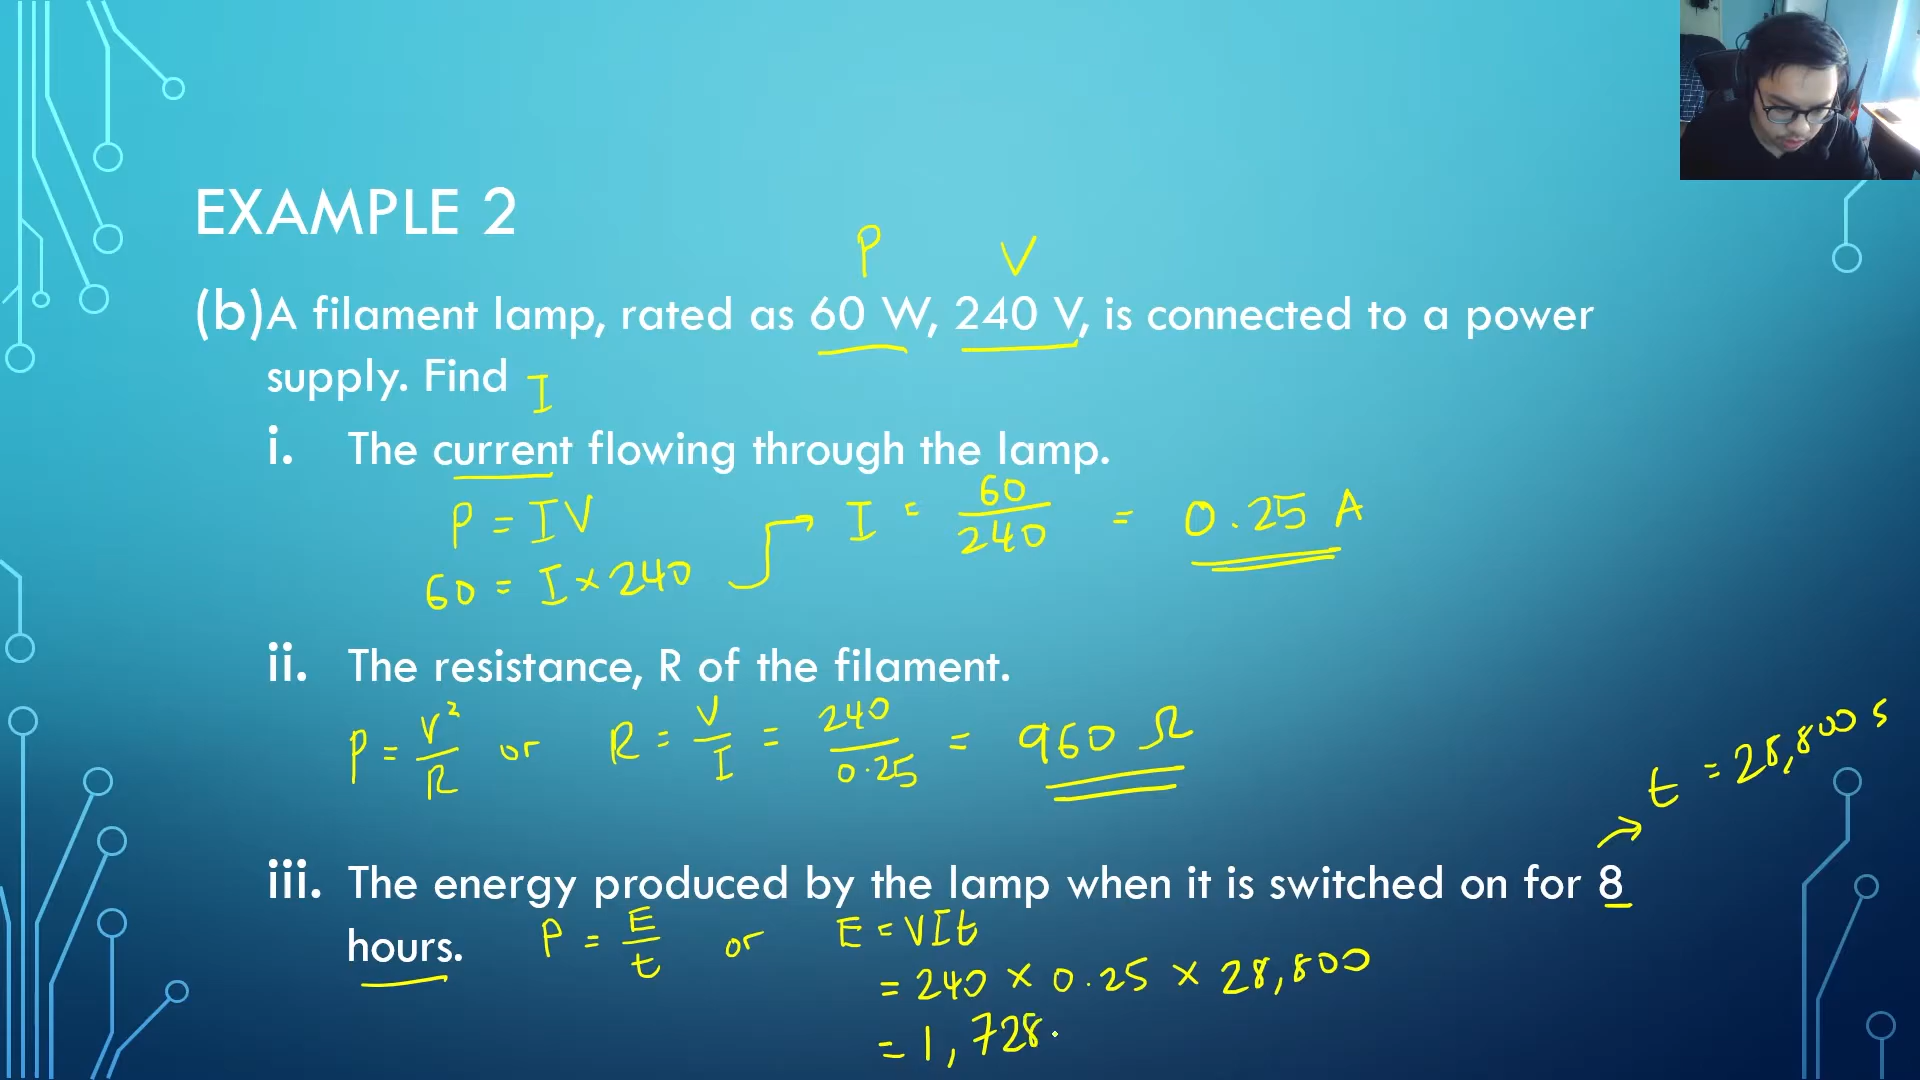 EXAMPLE 2
P V
(b) A filament lamp, rated as 60 W, 240 V, is connected to a power
supply. Find
I
i. The current flowing through the lamp.
P = IV
60 = I × 240
I = 60/240 = 0.25 A
ii. The resistance, R of the filament.
P = V²/R or R = V/I = 240/0.25 = 960 Ω
t = 28,800 s
iii. The energy produced by the lamp when it is switched on for 8
hours.
P = E/t or E = VIt
= 240 × 0.25 × 28,800
= 1,728